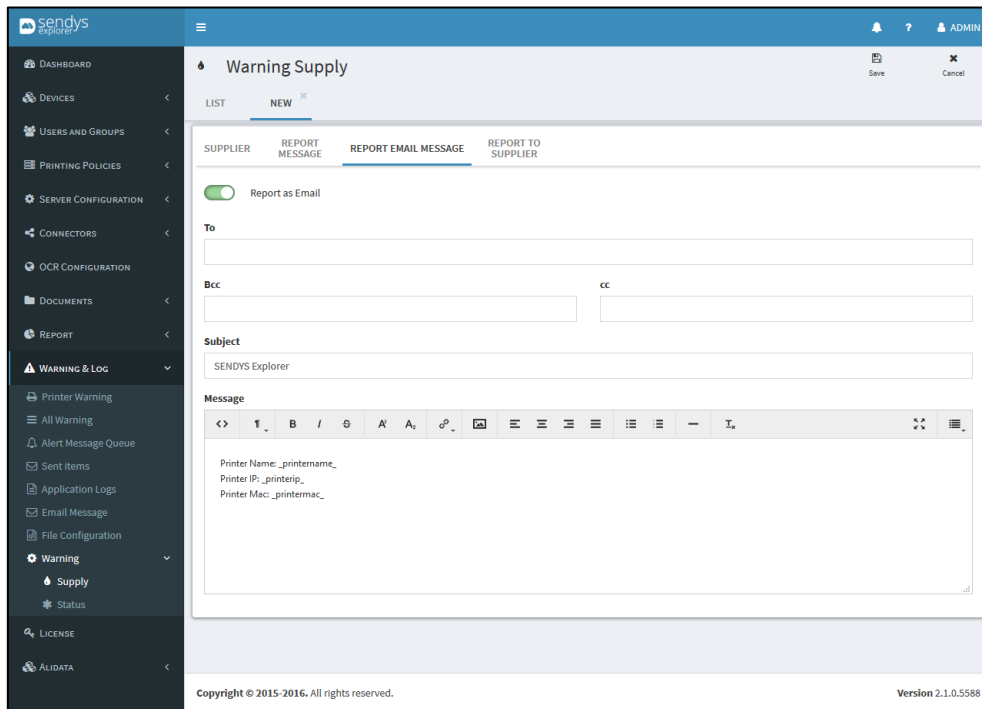 sendys
explorer
ADMIN
DASHBOARD
DEVICES
USERS AND GROUPS
PRINTING POLICIES
SERVER CONFIGURATION
CONNECTORS
OCR CONFIGURATION
DOCUMENTS
REPORT
WARNING & LOG
Printer Warning
All Warning
Alert Message Queue
Sent items
Application Logs
Email Message
File Configuration
Warning
Supply
Status
LICENSE
ALIDATA
Warning Supply
Save
Cancel
LIST
NEW
SUPPLIER
REPORT
MESSAGE
REPORT EMAIL MESSAGE
REPORT TO
SUPPLIER
Report as Email
To
Bcc
cc
Subject
SENDYS Explorer
Message
Printer Name: _printername_
Printer IP: _printerip_
Printer Mac: _printermac_
Copyright © 2015-2016. All rights reserved.
Version 2.1.0.5588